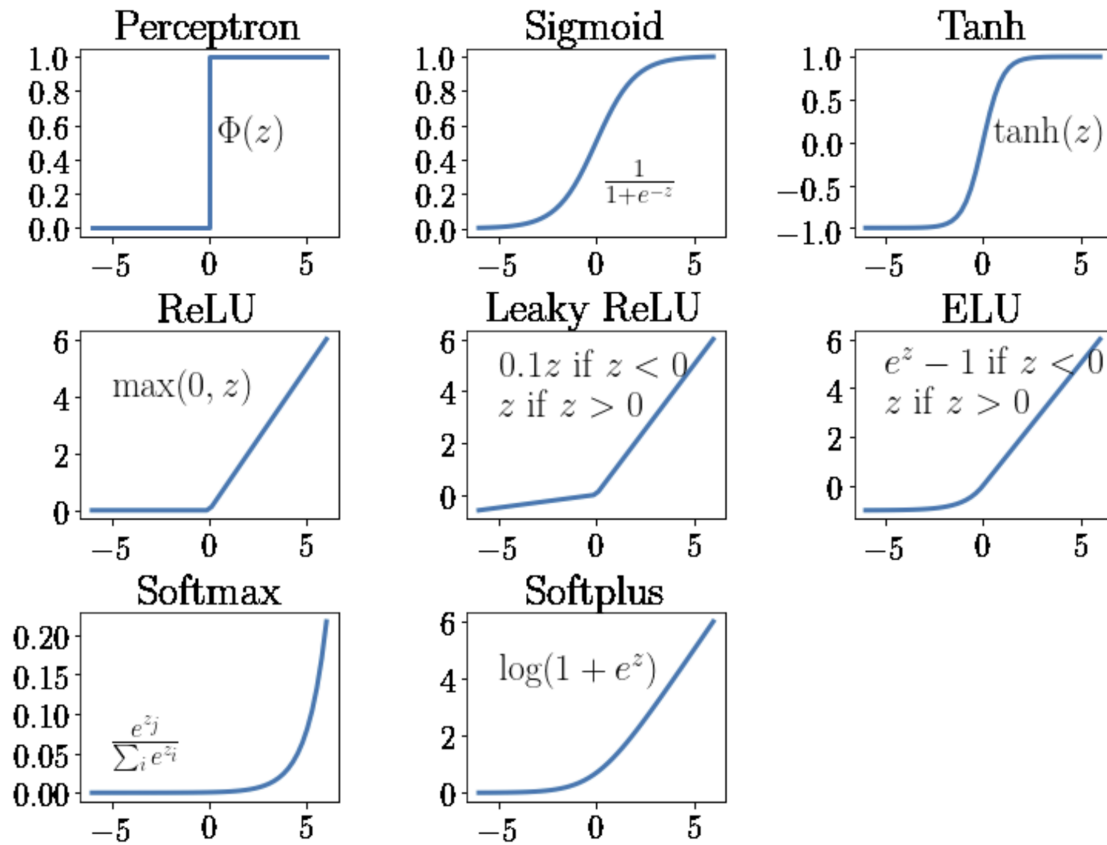 Perceptron
1.0
0.8
0.6
0.4
0.2
0.0
Φ(z)
−5 0 5
Sigmoid
1.0
0.8
0.6
0.4
0.2
0.0
1/(1+e^{−z})
−5 0 5
Tanh
1.0
0.5
0.0
−0.5
−1.0
tanh(z)
−5 0 5
ReLU
6
4
2
0
max(0, z)
−5 0 5
Leaky ReLU
6
4
2
0
0.1z if z < 0
z if z > 0
−5 0 5
ELU
6
4
2
0
e^z − 1 if z < 0
z if z > 0
−5 0 5
Softmax
0.20
0.15
0.10
0.05
0.00
e^{z_j}/∑_i e^{z_i}
−5 0 5
Softplus
6
4
2
0
log(1 + e^z)
−5 0 5